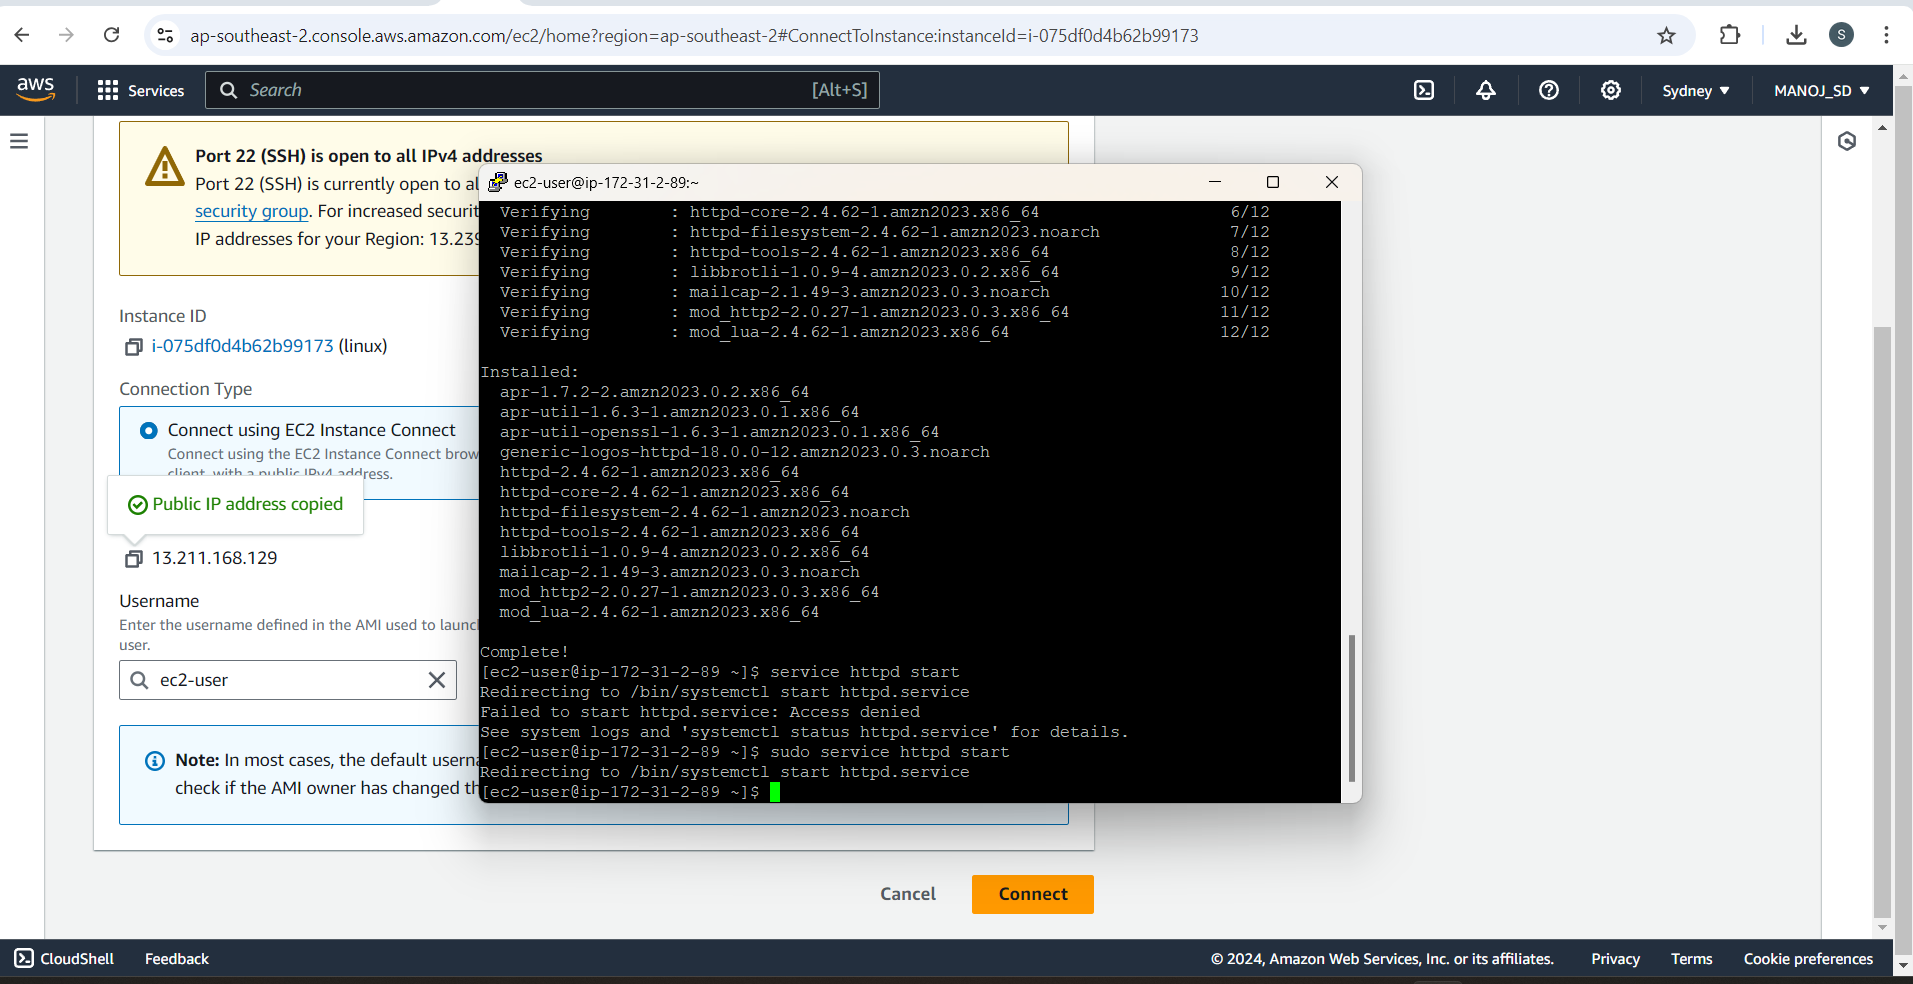 ap-southeast-2.console.aws.amazon.com/ec2/home?region=ap-southeast-2#ConnectToInstance:instanceId=i-075df0d4b62b99173
S
aws
Services
Search
[Alt+S]
Sydney ▼
MANOJ_SD ▼
Port 22 (SSH) is open to all IPv4 addresses
Port 22 (SSH) is currently open to al
security group. For increased securit
IP addresses for your Region: 13.239
Instance ID
i-075df0d4b62b99173 (linux)
Connection Type
Connect using EC2 Instance Connect
Connect using the EC2 Instance Connect brow
client, with a public IPv4 address.
Public IP address copied
13.211.168.129
Username
Enter the username defined in the AMI used to launc
user.
ec2-user
Note: In most cases, the default userna
check if the AMI owner has changed th
ec2-user@ip-172-31-2-89:~
Verifying : httpd-core-2.4.62-1.amzn2023.x86_64 6/12
Verifying : httpd-filesystem-2.4.62-1.amzn2023.noarch 7/12
Verifying : httpd-tools-2.4.62-1.amzn2023.x86_64 8/12
Verifying : libbrotli-1.0.9-4.amzn2023.0.2.x86_64 9/12
Verifying : mailcap-2.1.49-3.amzn2023.0.3.noarch 10/12
Verifying : mod_http2-2.0.27-1.amzn2023.0.3.x86_64 11/12
Verifying : mod_lua-2.4.62-1.amzn2023.x86_64 12/12
Installed:
apr-1.7.2-2.amzn2023.0.2.x86_64
apr-util-1.6.3-1.amzn2023.0.1.x86_64
apr-util-openssl-1.6.3-1.amzn2023.0.1.x86_64
generic-logos-httpd-18.0.0-12.amzn2023.0.3.noarch
httpd-2.4.62-1.amzn2023.x86_64
httpd-core-2.4.62-1.amzn2023.x86_64
httpd-filesystem-2.4.62-1.amzn2023.noarch
httpd-tools-2.4.62-1.amzn2023.x86_64
libbrotli-1.0.9-4.amzn2023.0.2.x86_64
mailcap-2.1.49-3.amzn2023.0.3.noarch
mod_http2-2.0.27-1.amzn2023.0.3.x86_64
mod_lua-2.4.62-1.amzn2023.x86_64
Complete!
[ec2-user@ip-172-31-2-89 ~]$ service httpd start
Redirecting to /bin/systemctl start httpd.service
Failed to start httpd.service: Access denied
See system logs and 'systemctl status httpd.service' for details.
[ec2-user@ip-172-31-2-89 ~]$ sudo service httpd start
Redirecting to /bin/systemctl start httpd.service
[ec2-user@ip-172-31-2-89 ~]$
Cancel
Connect
CloudShell
Feedback
© 2024, Amazon Web Services, Inc. or its affiliates.
Privacy
Terms
Cookie preferences